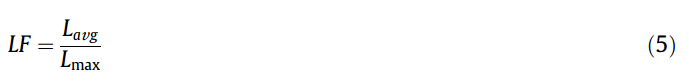 LF = L_avg / L_max (5)